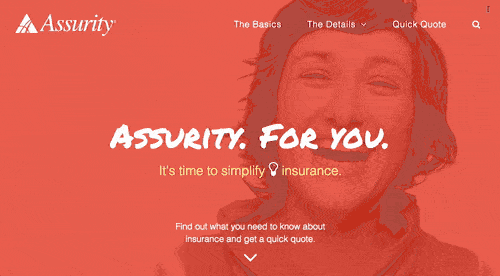 Assurity®
The Basics The Details Quick Quote
Assurity. For you.
It's time to simplify insurance.
Find out what you need to know about
insurance and get a quick quote.